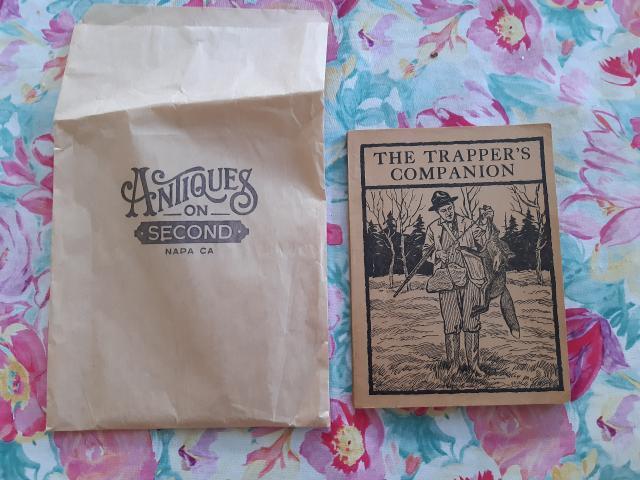 ANTIQUES
ON
SECOND
NAPA CA
THE TRAPPER'S
COMPANION